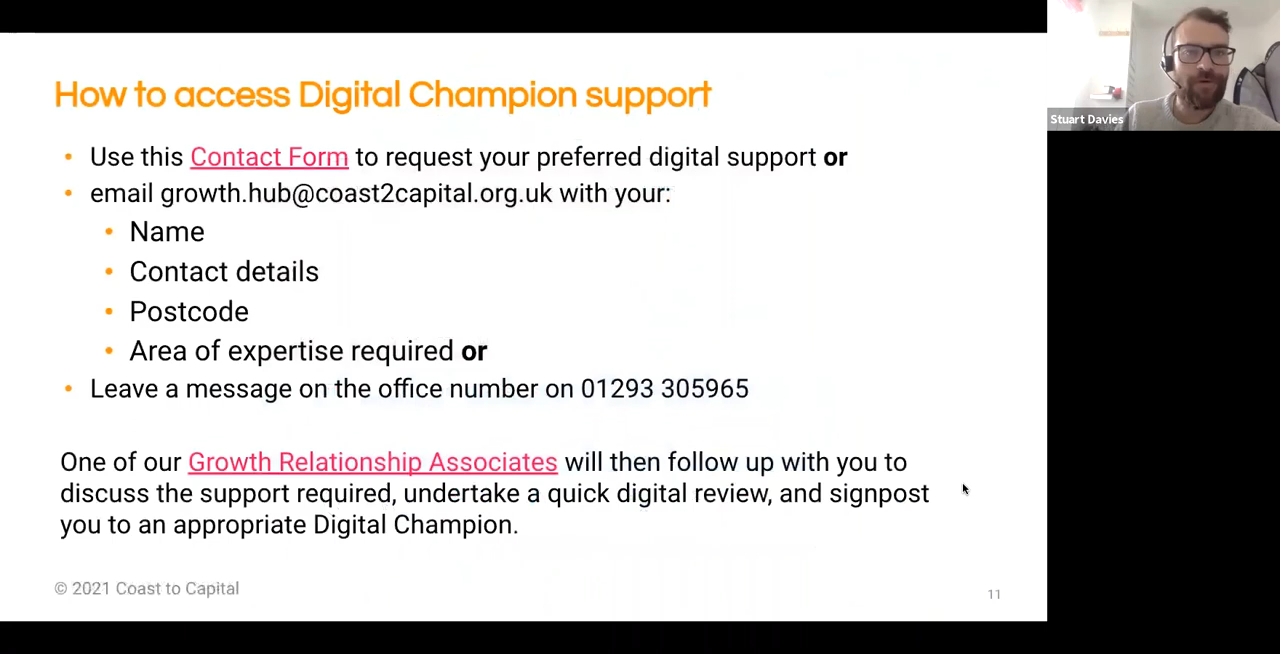 How to access Digital Champion support
Stuart Davies
• Use this Contact Form to request your preferred digital support or
• email growth.hub@coast2capital.org.uk with your:
• Name
• Contact details
• Postcode
• Area of expertise required or
• Leave a message on the office number on 01293 305965
One of our Growth Relationship Associates will then follow up with you to
discuss the support required, undertake a quick digital review, and signpost
you to an appropriate Digital Champion.
© 2021 Coast to Capital
11